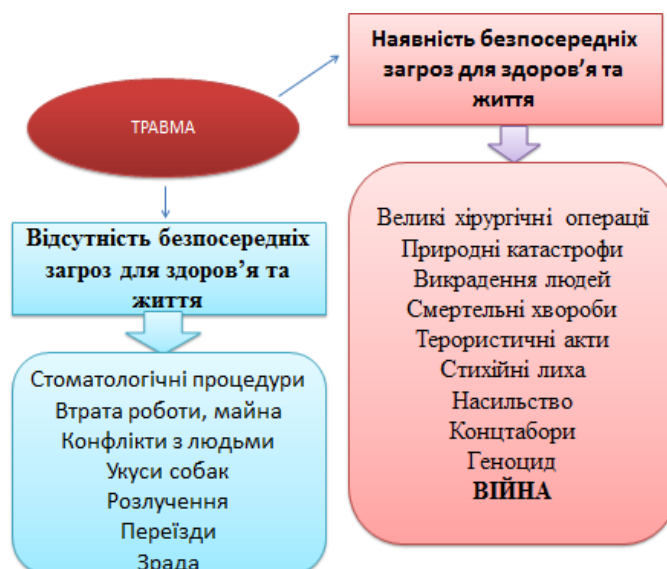 ТРАВМА
Наявність безпосередніх
загроз для здоров’я та
життя
Великі хірургічні операції
Природні катастрофи
Викрадення людей
Смертельні хвороби
Терористичні акти
Стихійні лиха
Насильство
Концтабори
Геноцид
ВІЙНА
Відсутність безпосередніх
загроз для здоров’я та
життя
Стоматологічні процедури
Втрата роботи, майна
Конфлікти з людьми
Укуси собак
Розлучення
Переїзди
Зрада